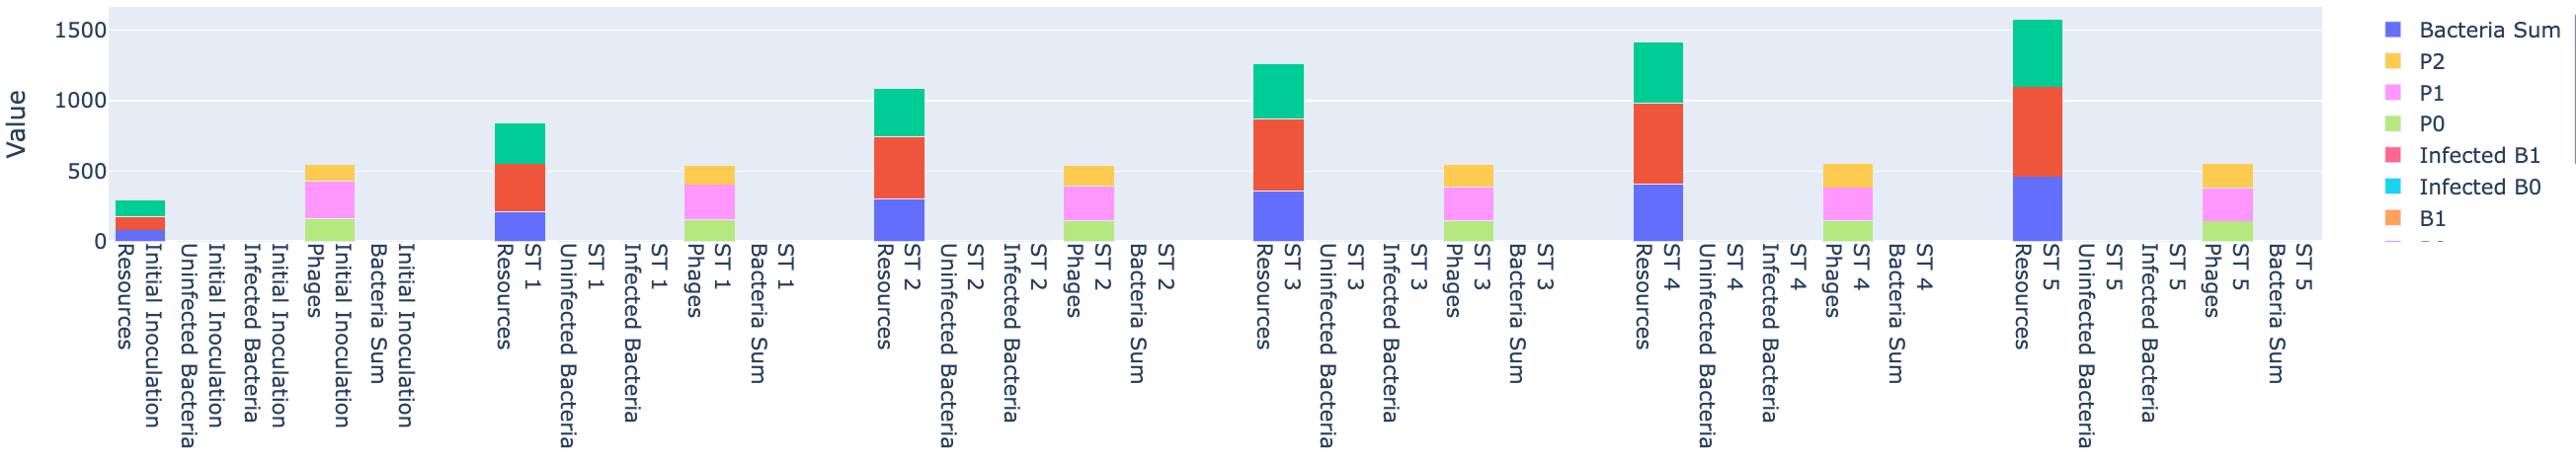 Value
1500
1000
500
0
Resources
Initial Inoculation
Uninfected Bacteria
Initial Inoculation
Infected Bacteria
Initial Inoculation
Phages
Initial Inoculation
Bacteria Sum
Initial Inoculation
Resources
ST 1
Uninfected Bacteria
ST 1
Infected Bacteria
ST 1
Phages
ST 1
Bacteria Sum
ST 1
Resources
ST 2
Uninfected Bacteria
ST 2
Infected Bacteria
ST 2
Phages
ST 2
Bacteria Sum
ST 2
Resources
ST 3
Uninfected Bacteria
ST 3
Infected Bacteria
ST 3
Phages
ST 3
Bacteria Sum
ST 3
Resources
ST 4
Uninfected Bacteria
ST 4
Infected Bacteria
ST 4
Phages
ST 4
Bacteria Sum
ST 4
Resources
ST 5
Uninfected Bacteria
ST 5
Infected Bacteria
ST 5
Phages
ST 5
Bacteria Sum
ST 5
Bacteria Sum
P2
P1
P0
Infected B1
Infected B0
B1